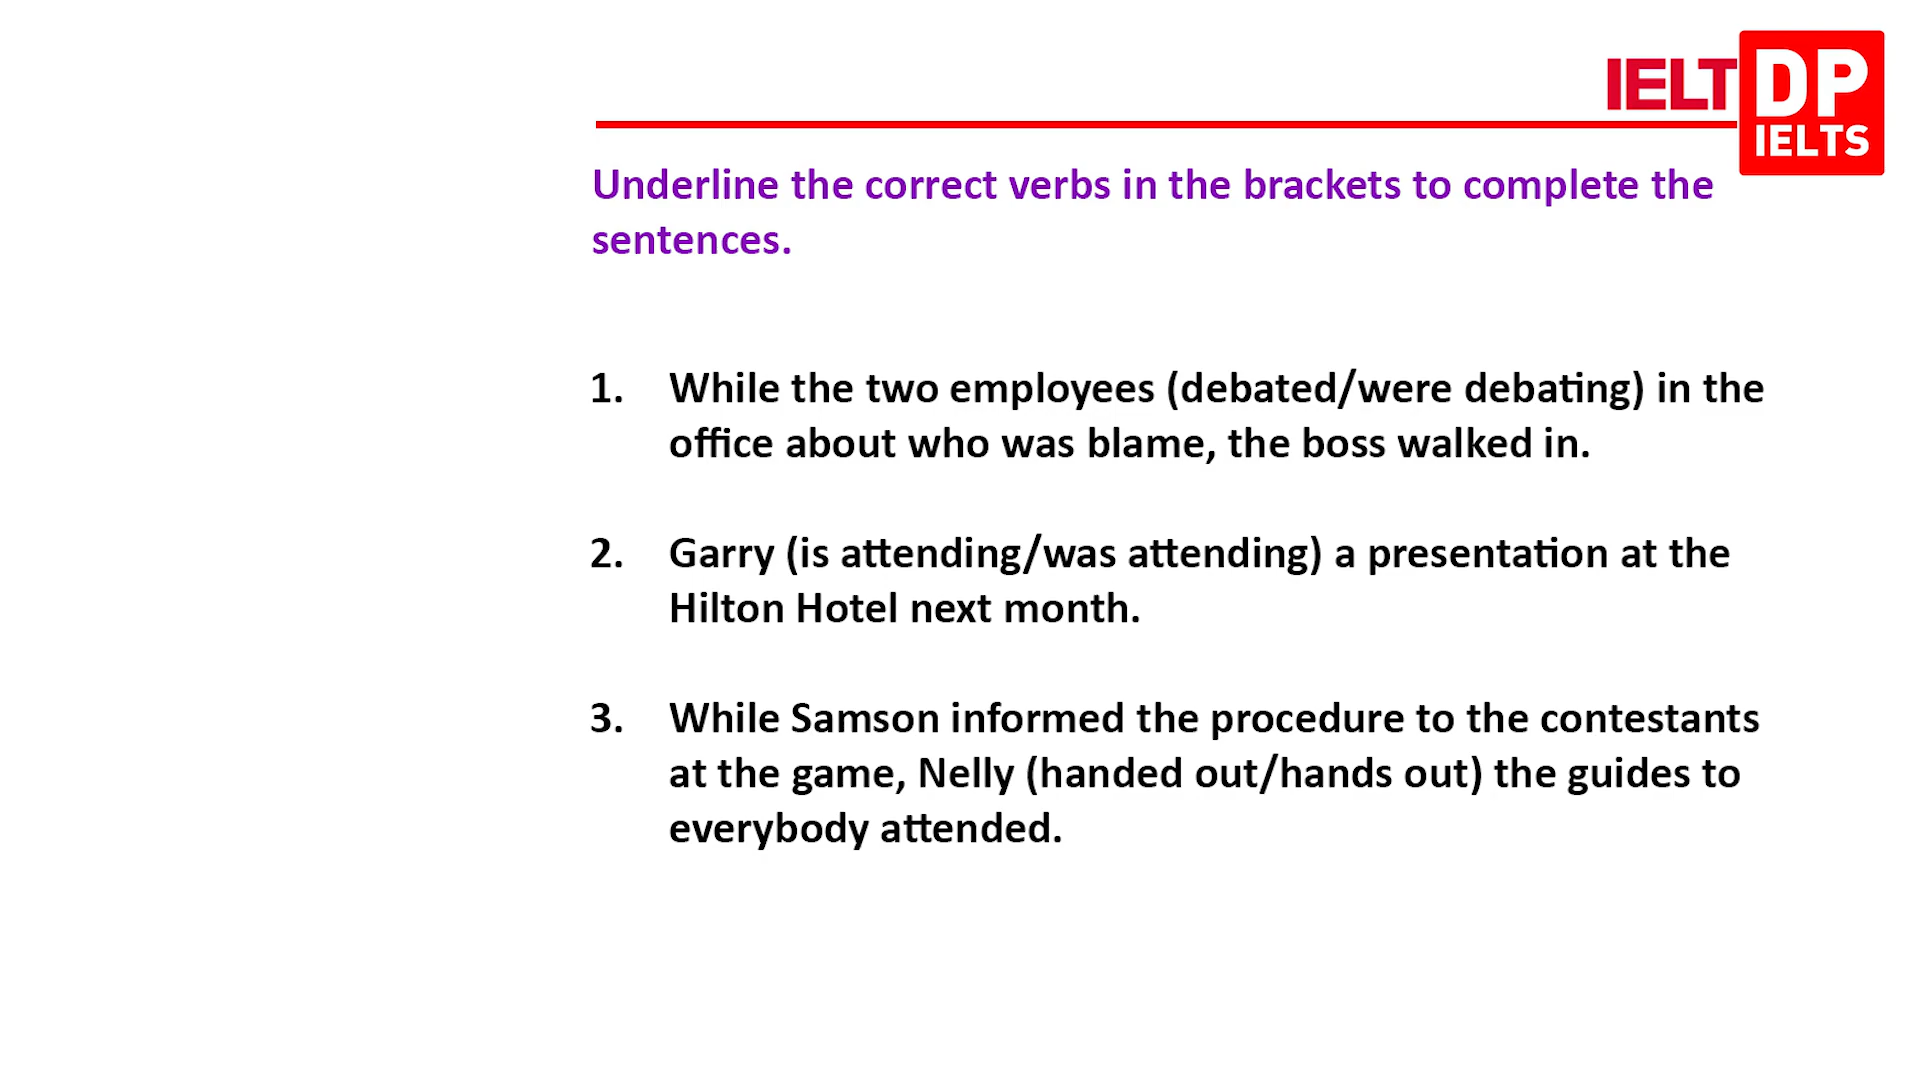 IELT
DP
IELTS
Underline the correct verbs in the brackets to complete the
sentences.
1. While the two employees (debated/were debating) in the
office about who was blame, the boss walked in.
2. Garry (is attending/was attending) a presentation at the
Hilton Hotel next month.
3. While Samson informed the procedure to the contestants
at the game, Nelly (handed out/hands out) the guides to
everybody attended.